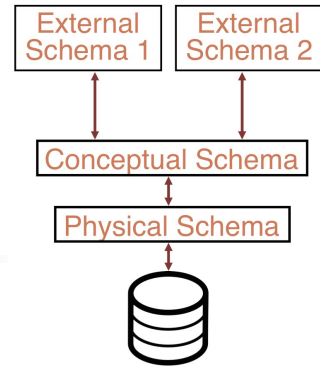 External
Schema 1
External
Schema 2
Conceptual Schema
Physical Schema